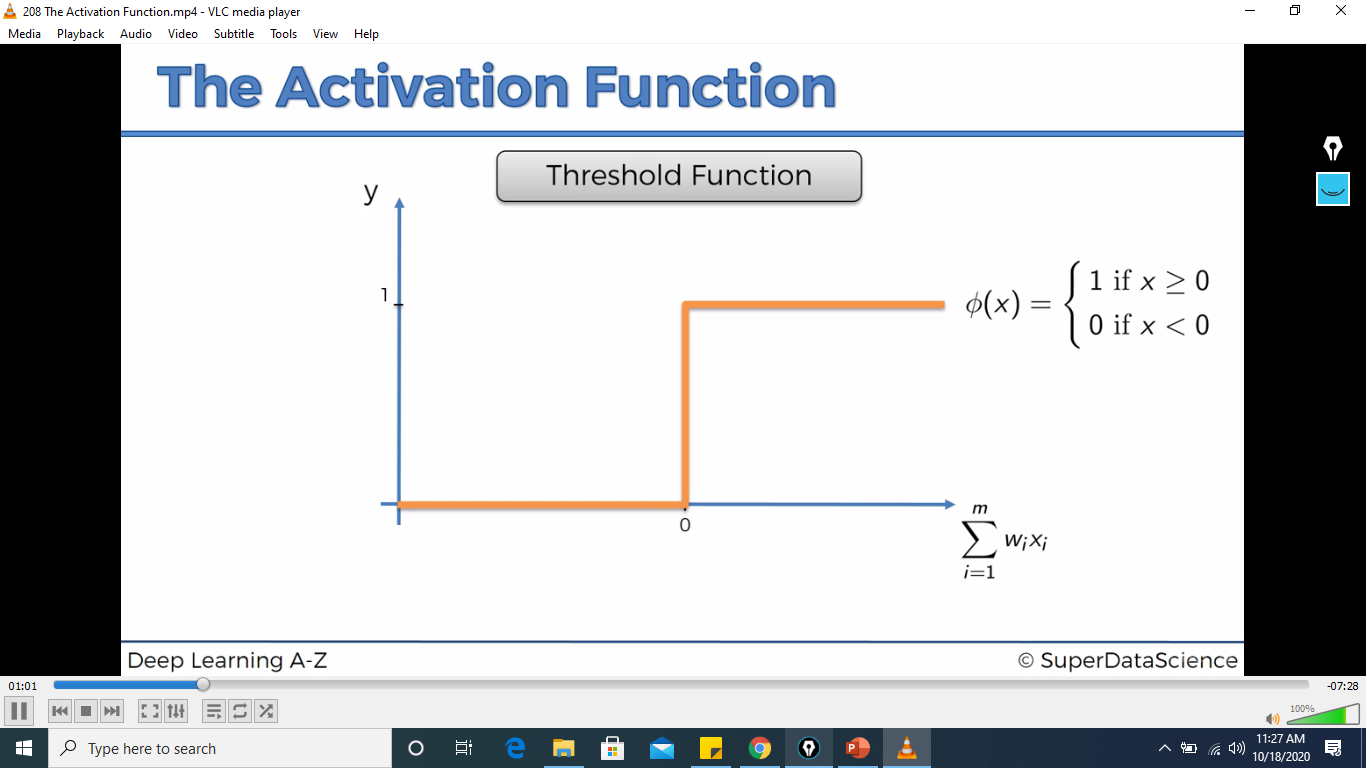 208 The Activation Function.mp4 - VLC media player
Media Playback Audio Video Subtitle Tools View Help
The Activation Function
Threshold Function
y
1
ϕ(x) = { 1 if x ≥ 0
0 if x < 0
0
m
∑ wᵢxᵢ
i=1
Deep Learning A-Z
© SuperDataScience
01:01
-07:28
100%
Type here to search
11:27 AM
10/18/2020